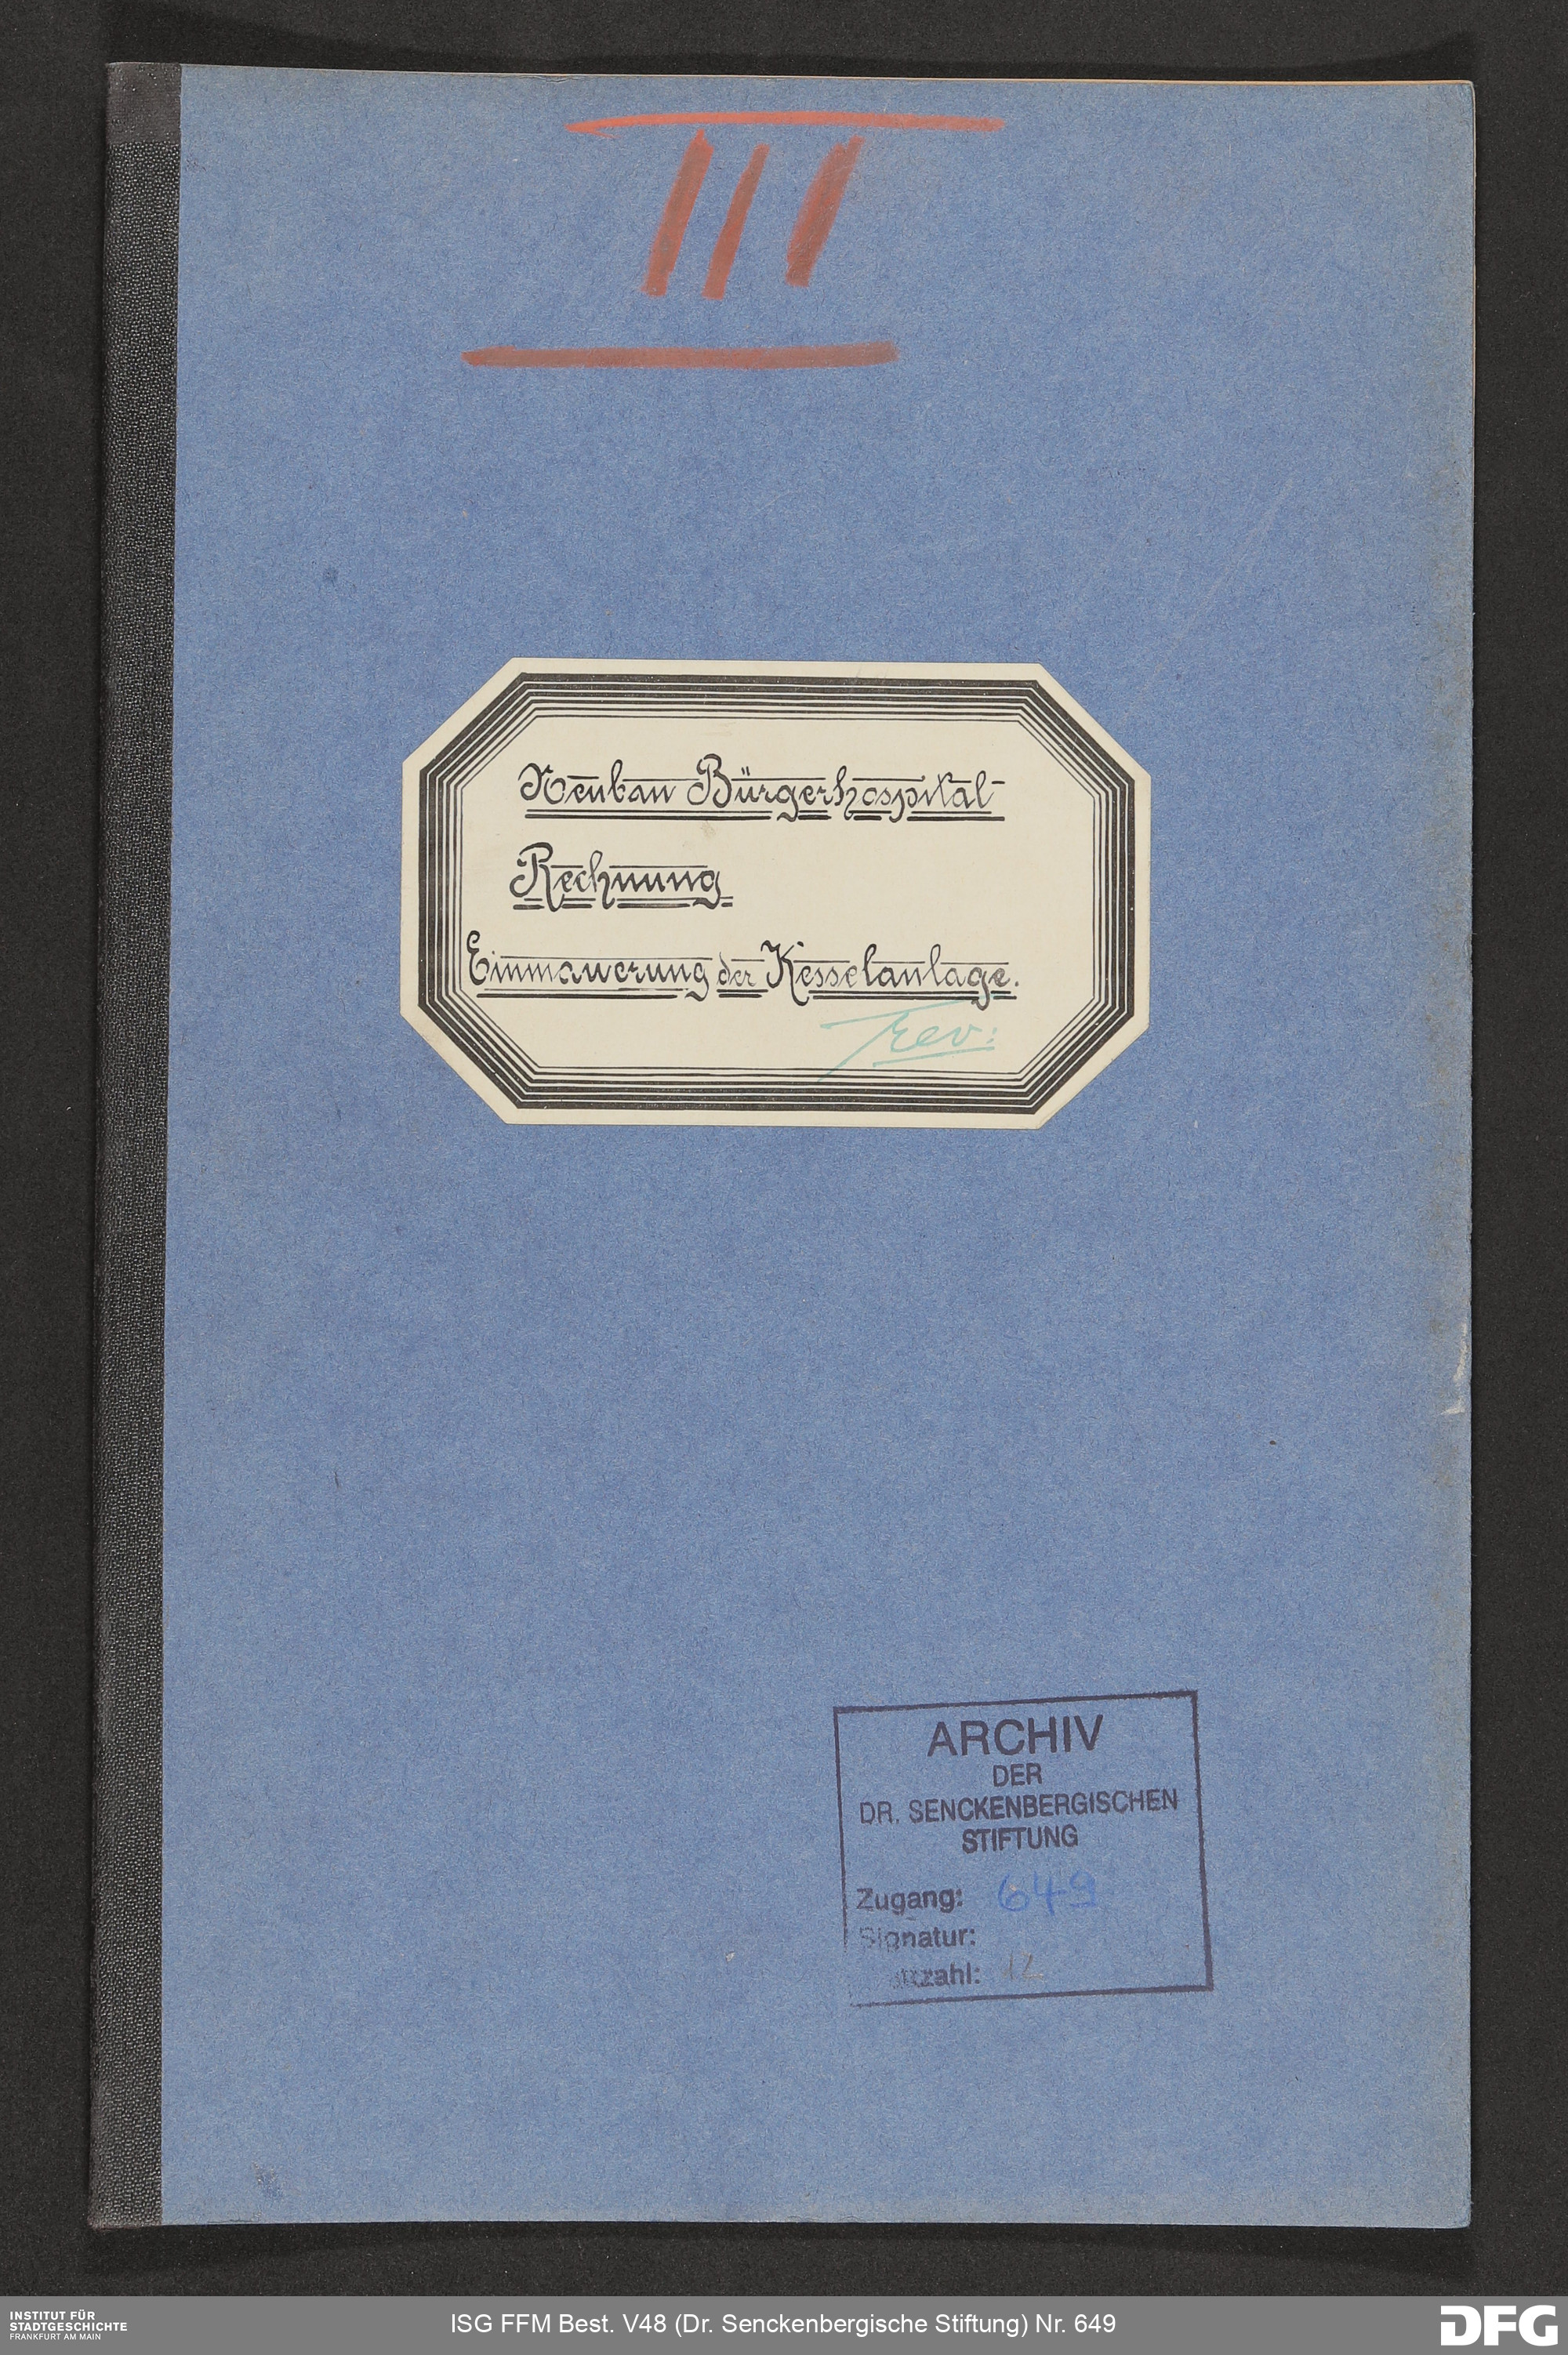 III
Neubau Bürgerhospital-
Rechnung
Einmauerung der Kesselanlage.
rev:
ARCHIV
DER
DR. SENCKENBERGISCHEN
STIFTUNG
Zugang: 649
Signatur:
zahl: 12
INSTITUT FÜR
STADTGESCHICHTE
FRANKFURT AM MAIN
ISG FFM Best. V48 (Dr. Senckenbergische Stiftung) Nr. 649
DFG